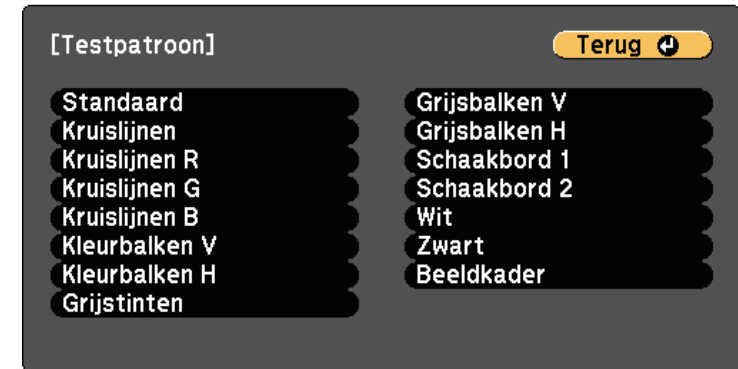 [Testpatroon]
Terug
Standaard
Kruislijnen
Kruislijnen R
Kruislijnen G
Kruislijnen B
Kleurbalken V
Kleurbalken H
Grijstinten
Grijsbalken V
Grijsbalken H
Schaakbord 1
Schaakbord 2
Wit
Zwart
Beeldkader